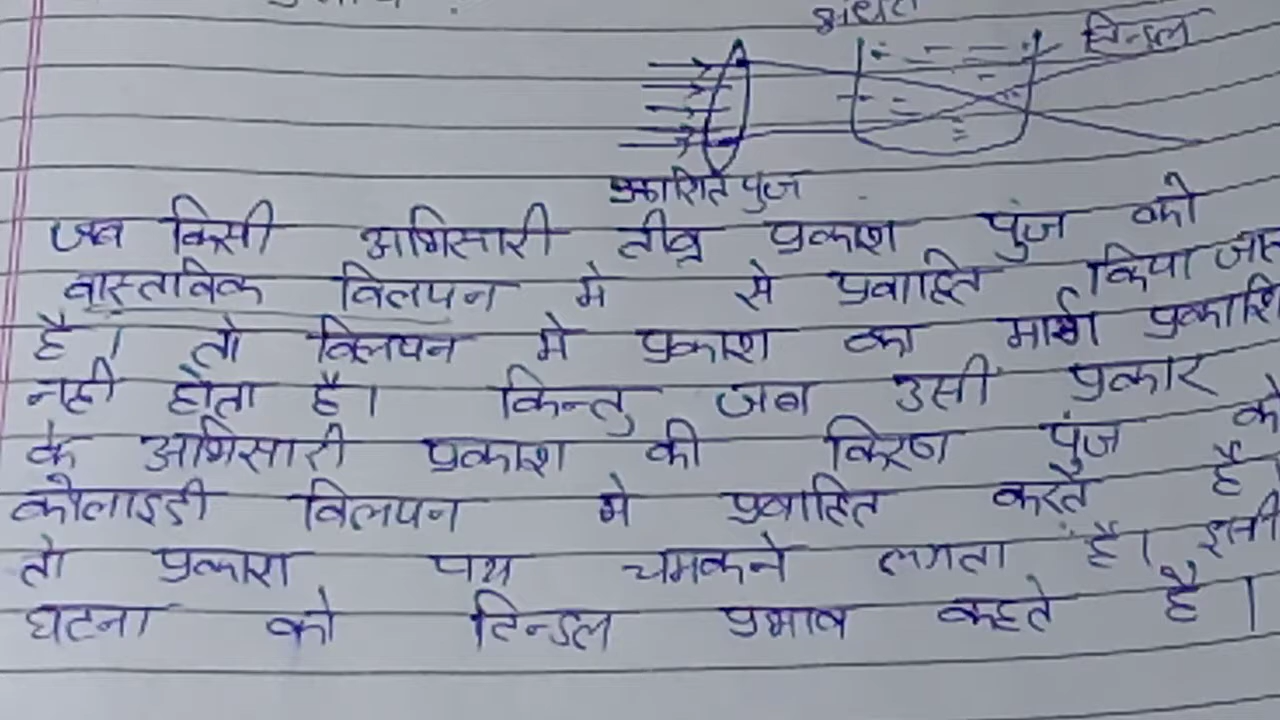 टिन्डल
प्रकाशित पुंज
जब किसी अभिसारी तीव्र प्रकाश पुंज को
वास्तविक विलयन मे से प्रवाहित किया
है। तो विलयन मे प्रकाश का मार्ग
नही होता है। किन्तु जब उसी प्रकार
के अभिसारी प्रकाश की किरण पुंज को
कोलाइडी विलयन मे प्रवाहित करते है
तो प्रकाश पथ चमकने लगता है। इसी
घटना को टिन्डल प्रभाव कहते है।